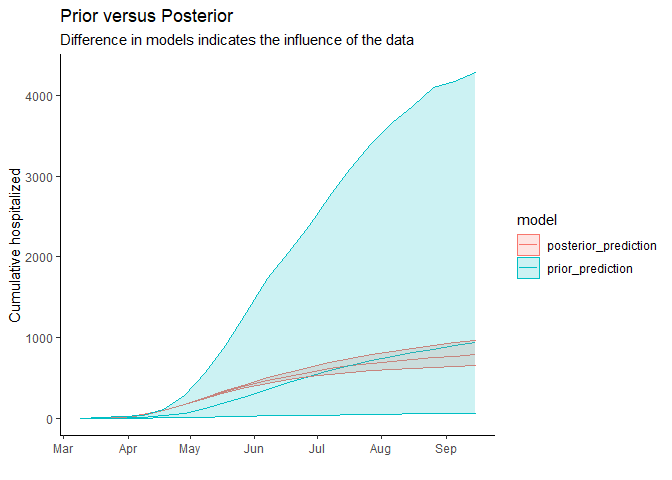 Prior versus Posterior
Difference in models indicates the influence of the data
Cumulative hospitalized
4000
3000
2000
1000
0
Mar Apr May Jun Jul Aug Sep
model
posterior_prediction
prior_prediction